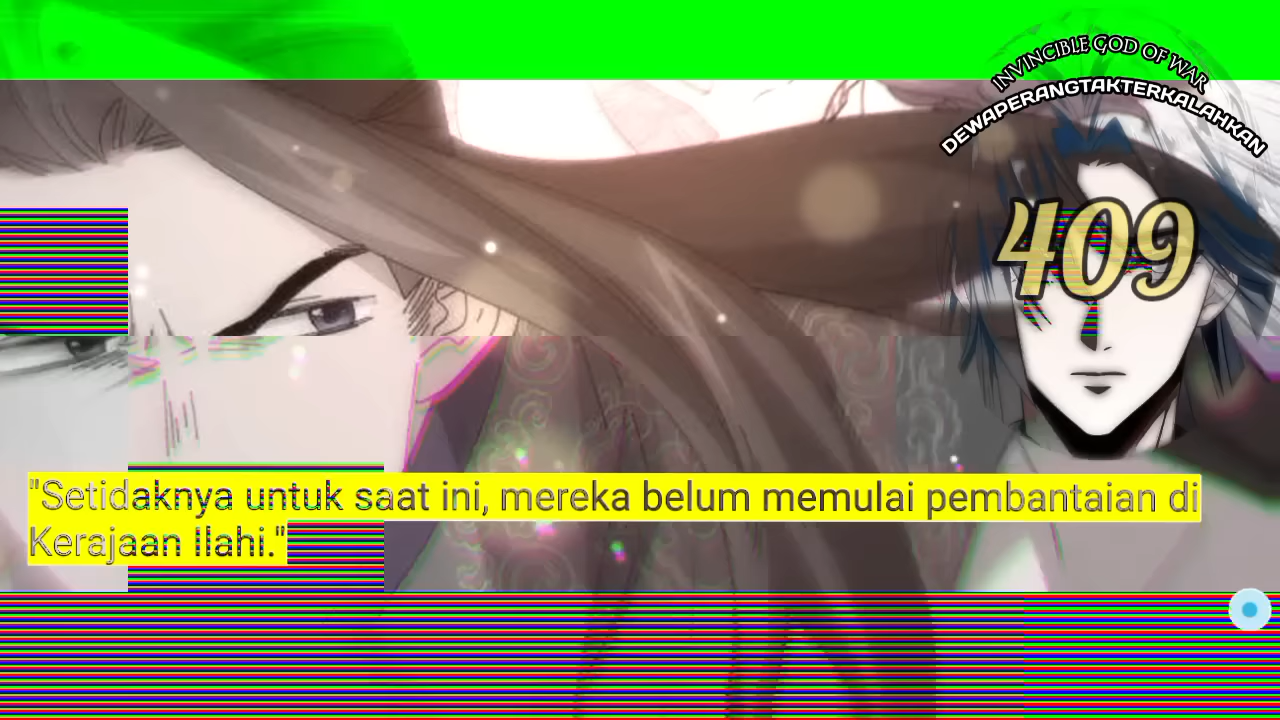 INVINCIBLE GOD OF WAR
DEWAPERANGTAKTERKALAHKAN
409
"Setidaknya untuk saat ini, mereka belum memulai pembantaian di
Kerajaan Ilahi."